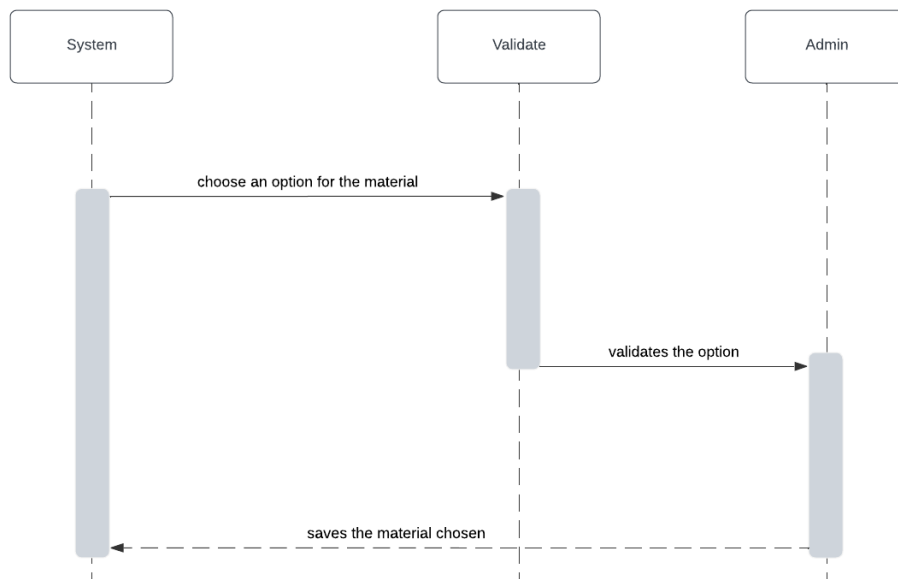 System
Validate
Admin
choose an option for the material
validates the option
saves the material chosen